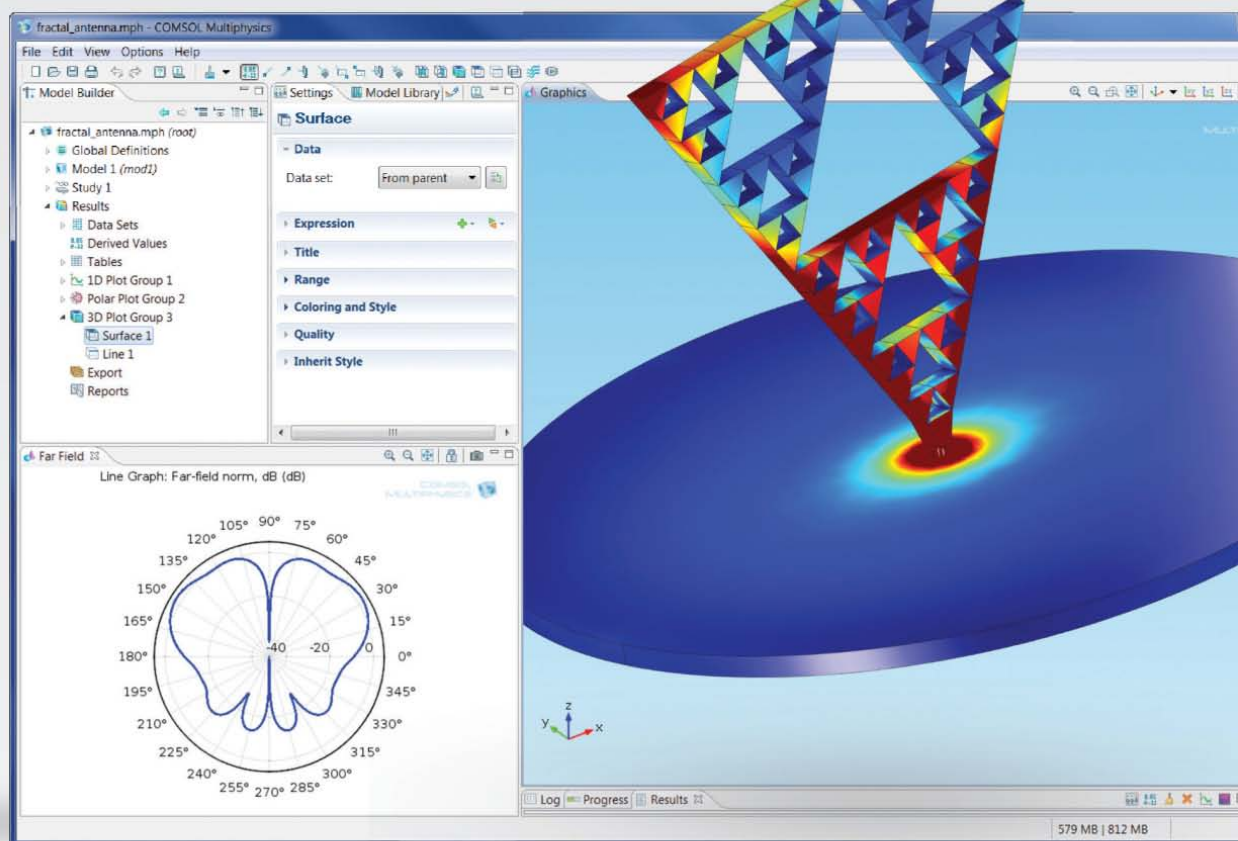 fractal_antenna.mph - COMSOL Multiphysics
File Edit View Options Help
Model Builder
fractal_antenna.mph (root)
Global Definitions
Model 1 (mod1)
Study 1
Results
Data Sets
Derived Values
Tables
1D Plot Group 1
Polar Plot Group 2
3D Plot Group 3
Surface 1
Line 1
Export
Reports
Settings Model Library
Surface
Data
Data set: From parent
Expression
Title
Range
Coloring and Style
Quality
Inherit Style
Graphics
Far Field
Line Graph: Far-field norm, dB (dB)
COMSOL
MULTIPHYSICS
105° 90° 75°
120° 60°
135° 45°
150° 30°
165° 15°
180° -40 -20 0 0°
195° 345°
210° 330°
225° 315°
240° 300°
255° 270° 285°
z
y x
Log Progress Results
579 MB | 812 MB